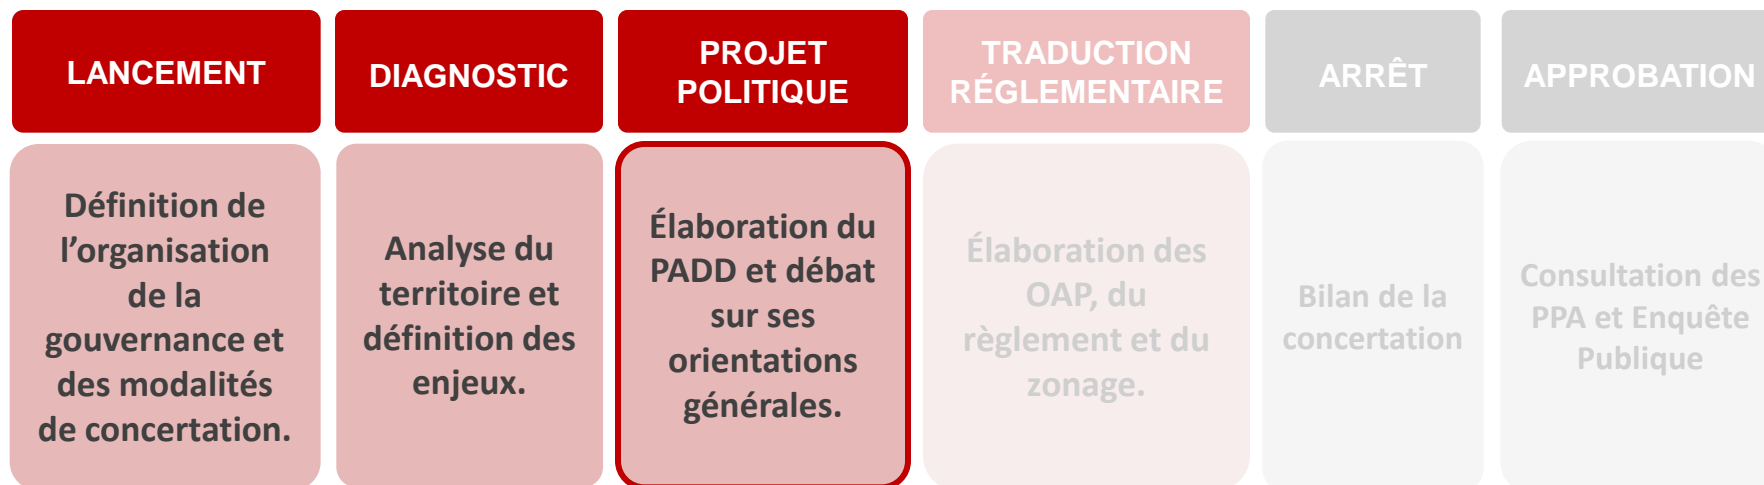 LANCEMENT
DIAGNOSTIC
PROJET
POLITIQUE
TRADUCTION
RÉGLEMENTAIRE
ARRÊT
APPROBATION
Définition de
l’organisation
de la
gouvernance et
des modalités
de concertation.
Analyse du
territoire et
définition des
enjeux.
Élaboration du
PADD et débat
sur ses
orientations
générales.
Élaboration des
OAP, du
règlement et du
zonage.
Bilan de la
concertation
Consultation des
PPA et Enquête
Publique